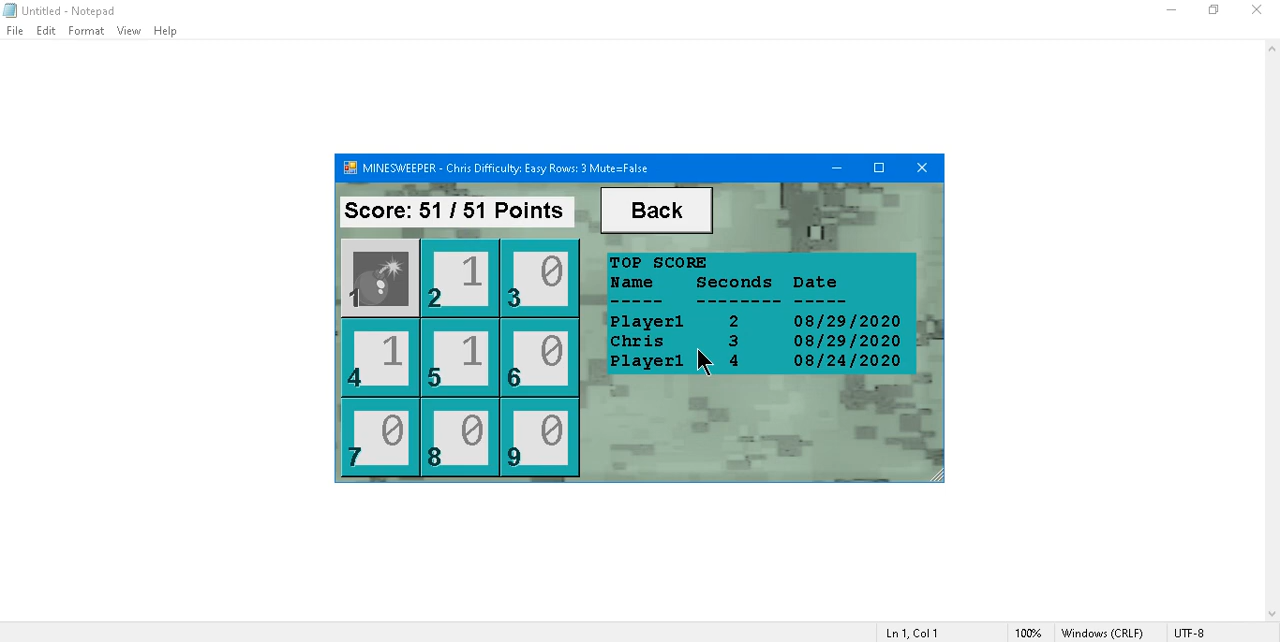 Untitled - Notepad
File Edit Format View Help
MINESWEEPER - Chris Difficulty: Easy Rows: 3 Mute=False
Score: 51 / 51 Points
Back
1
1 2
0 3
1 4
1 5
0 6
0 7
0 8
0 9
TOP SCORE
Name Seconds Date
----- -------- -----
Player1 2 08/29/2020
Chris 3 08/29/2020
Player1 4 08/24/2020
Ln 1, Col 1 100% Windows (CRLF) UTF-8